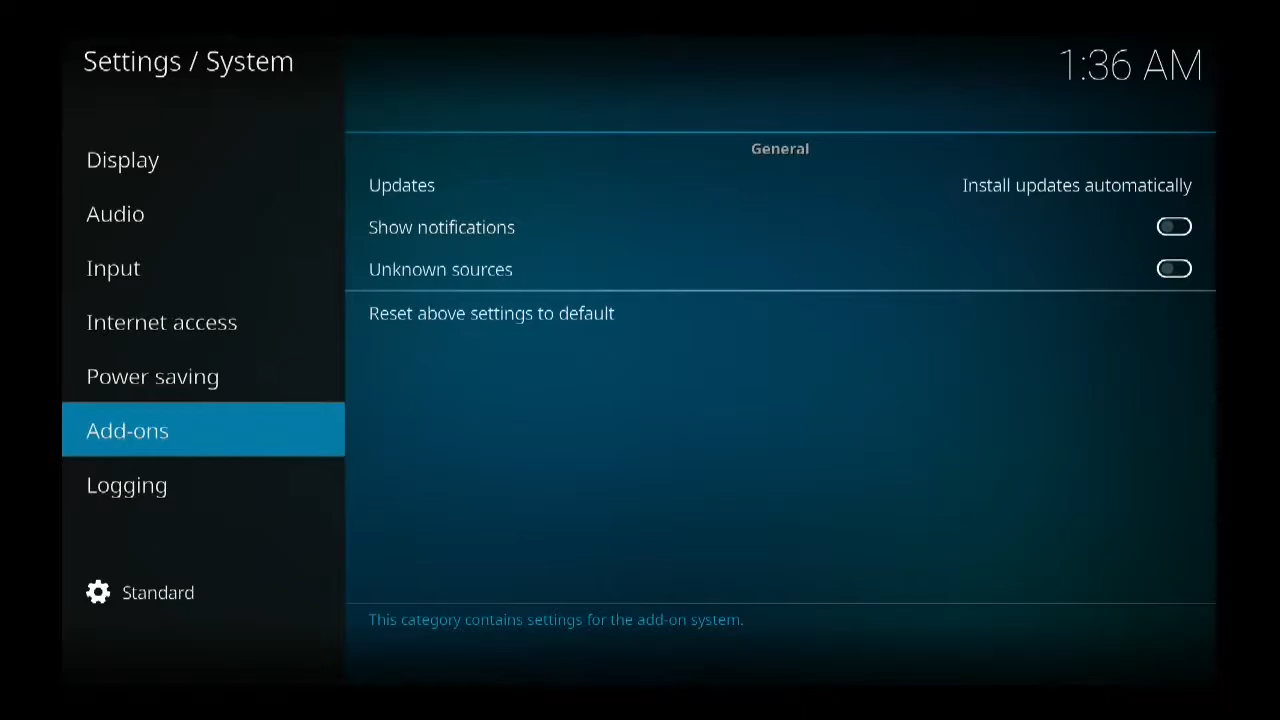 Settings / System
1:36 AM
Display
Audio
Input
Internet access
Power saving
Add-ons
Logging
Standard
General
Updates Install updates automatically
Show notifications
Unknown sources
Reset above settings to default
This category contains settings for the add-on system.